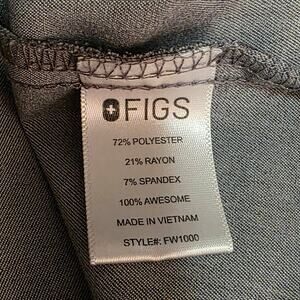 FIGS
72% POLYESTER
21% RAYON
7% SPANDEX
100% AWESOME
MADE IN VIETNAM
STYLE#: FW1000